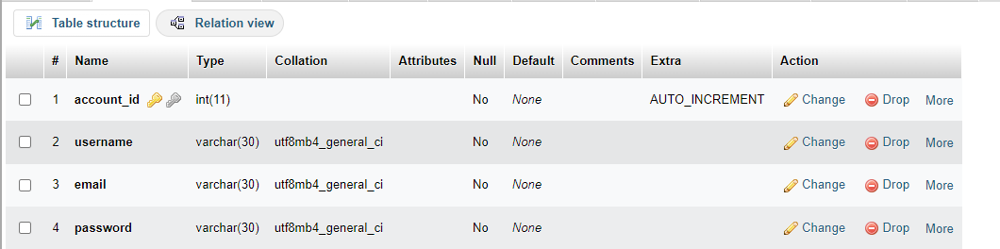 Table structure Relation view
# Name Type Collation Attributes Null Default Comments Extra Action
1 account_id int(11) No None AUTO_INCREMENT Change Drop More
2 username varchar(30) utf8mb4_general_ci No None Change Drop More
3 email varchar(30) utf8mb4_general_ci No None Change Drop More
4 password varchar(30) utf8mb4_general_ci No None Change Drop More